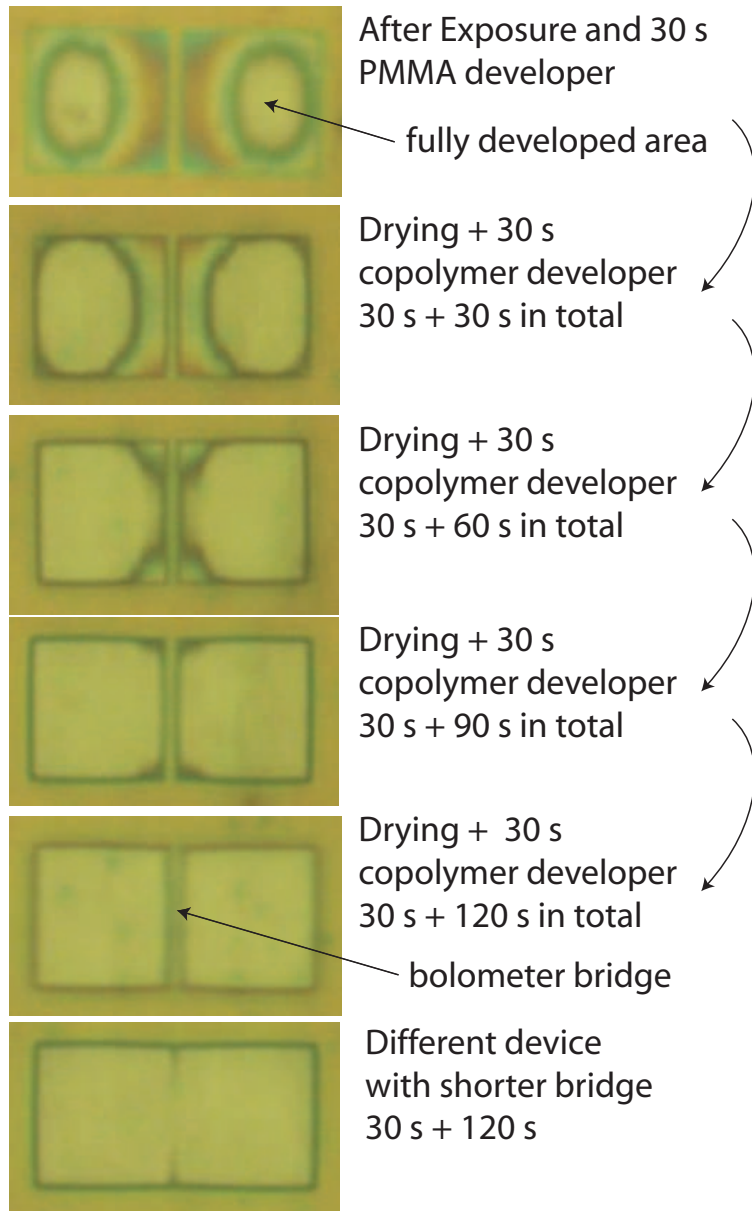 After Exposure and 30 s
PMMA developer
fully developed area
Drying + 30 s
copolymer developer
30 s + 30 s in total
Drying + 30 s
copolymer developer
30 s + 60 s in total
Drying + 30 s
copolymer developer
30 s + 90 s in total
Drying + 30 s
copolymer developer
30 s + 120 s in total
bolometer bridge
Different device
with shorter bridge
30 s + 120 s